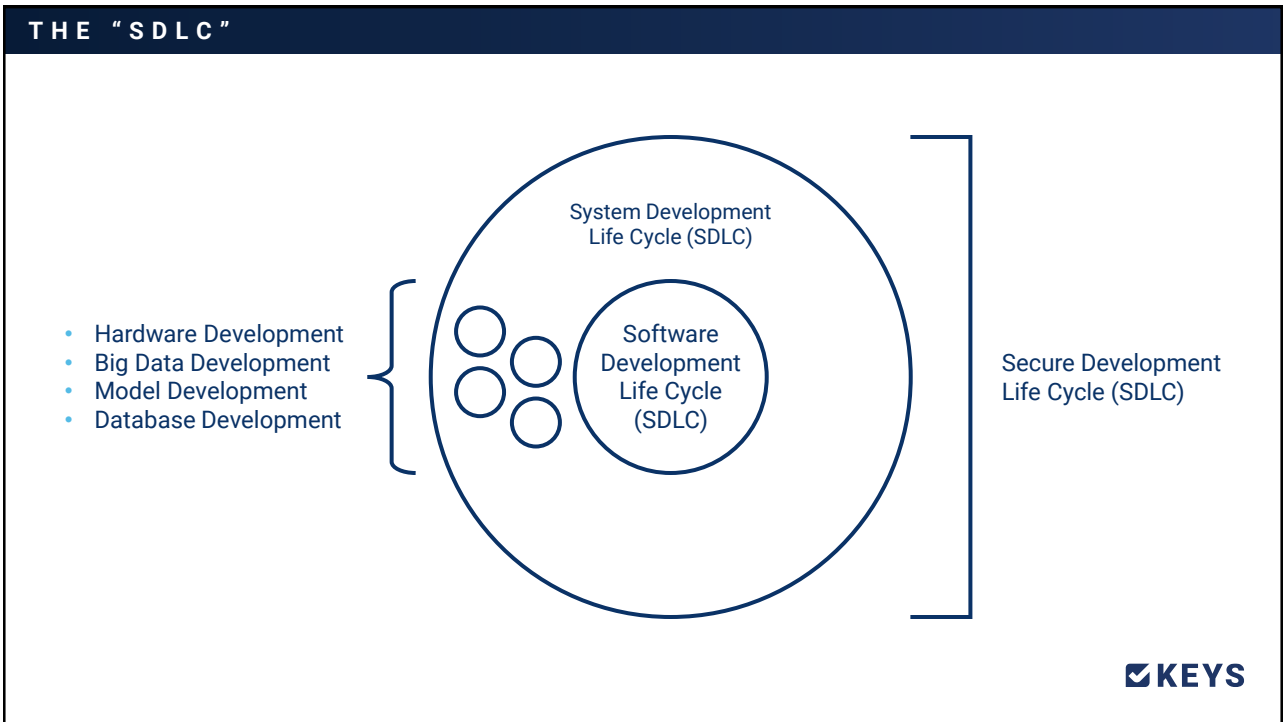 THE “SDLC”
System Development
Life Cycle (SDLC)
• Hardware Development
• Big Data Development
• Model Development
• Database Development
Software
Development
Life Cycle
(SDLC)
Secure Development
Life Cycle (SDLC)
KEYS